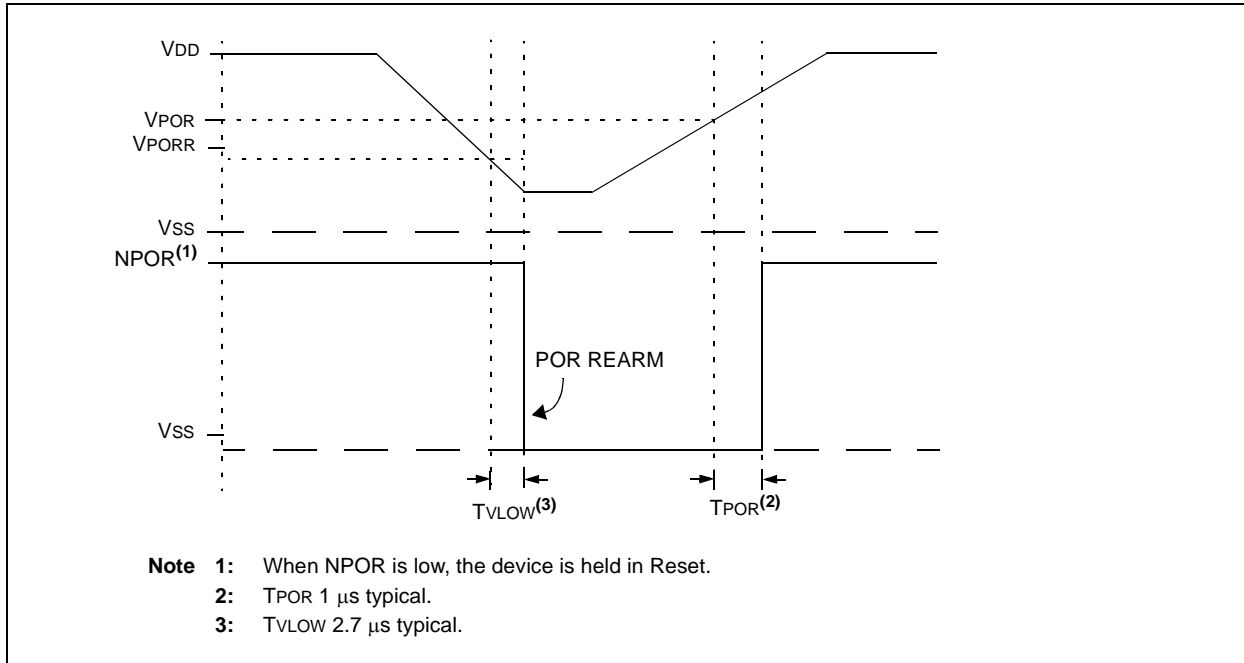 VDD
VPOR
VPORR
VSS
NPOR(1)
POR REARM
VSS
TVLOW(3)
TPOR(2)
Note 1: When NPOR is low, the device is held in Reset.
2: TPOR 1 μs typical.
3: TVLOW 2.7 μs typical.